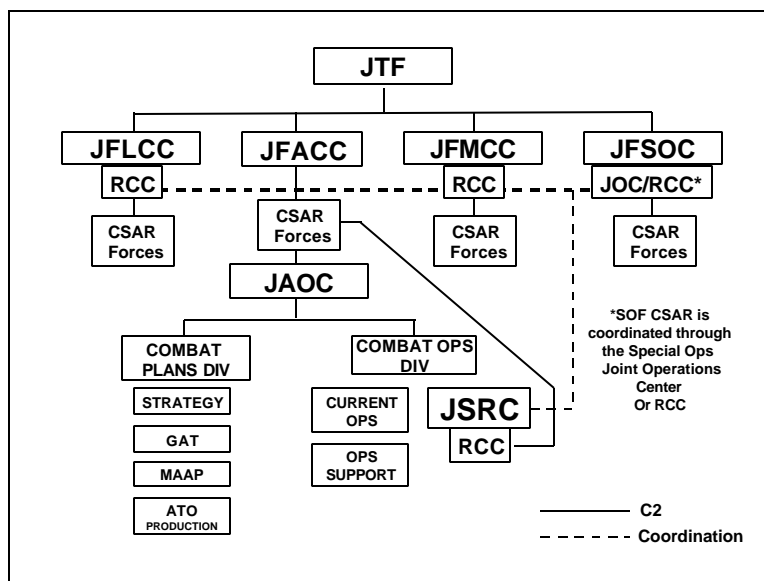 JTF
JFLCC
JFACC
JFMCC
JFSOC
RCC
RCC
JOC/RCC*
CSAR
Forces
CSAR
Forces
CSAR
Forces
CSAR
Forces
JAOC
COMBAT
PLANS DIV
COMBAT OPS
DIV
*SOF CSAR is
coordinated through
the Special Ops
Joint Operations
Center
Or RCC
STRATEGY
GAT
MAAP
ATO
PRODUCTION
CURRENT
OPS
OPS
SUPPORT
JSRC
RCC
C2
Coordination